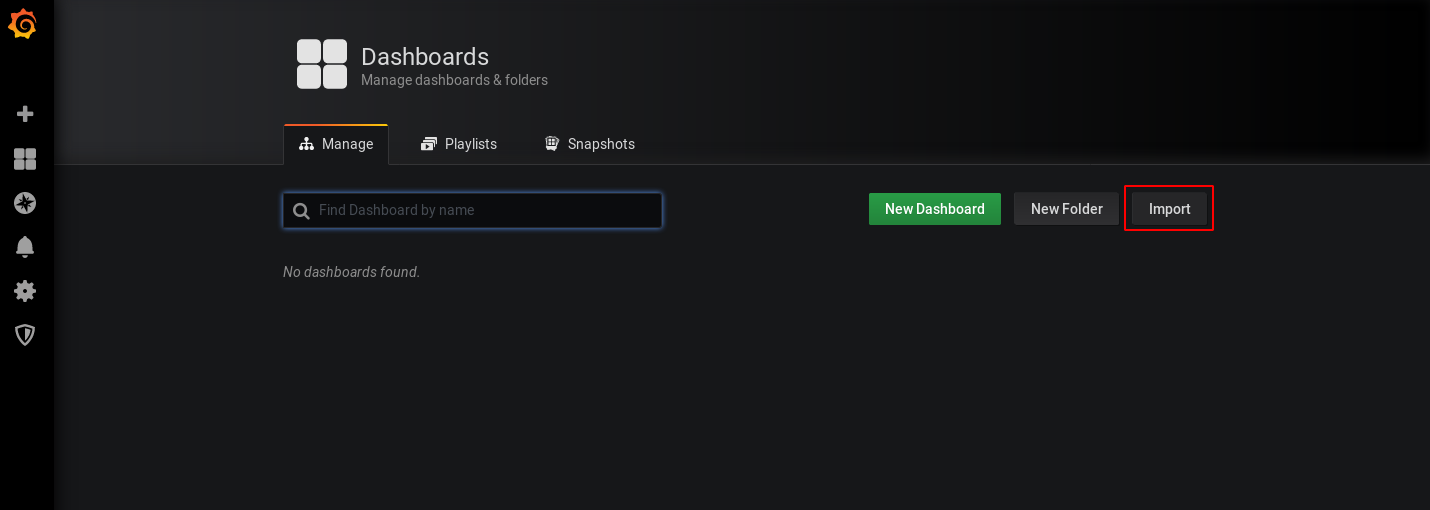 Dashboards
Manage dashboards & folders
Manage Playlists Snapshots
Find Dashboard by name New Dashboard New Folder Import
No dashboards found.